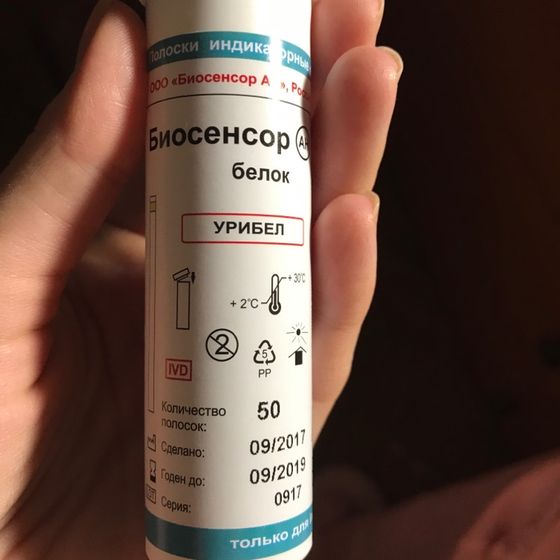 Полоски индикаторные
ООО «Биосенсор А
Биосенсор
белок
УРИБЕЛ
+ 30°C
+ 2°C
2
5
PP
IVD
Количество
полосок: 50
Сделано: 09/2017
Годен до: 09/2019
Серия: 0917
только для